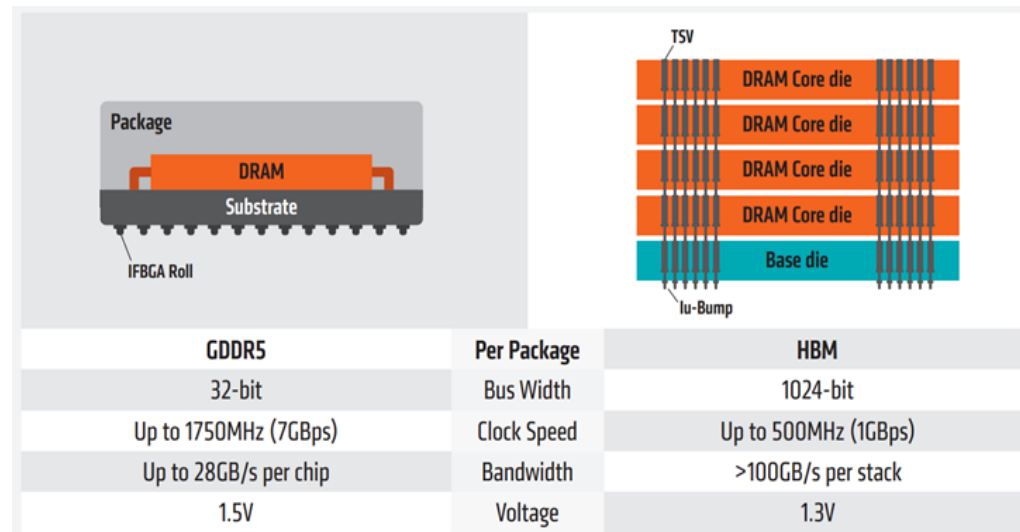 Package
DRAM
Substrate
IFBGA Roll
TSV
DRAM Core die
DRAM Core die
DRAM Core die
DRAM Core die
Base die
Iu-Bump
GDDR5 Per Package HBM
32-bit Bus Width 1024-bit
Up to 1750MHz (7GBps) Clock Speed Up to 500MHz (1GBps)
Up to 28GB/s per chip Bandwidth >100GB/s per stack
1.5V Voltage 1.3V